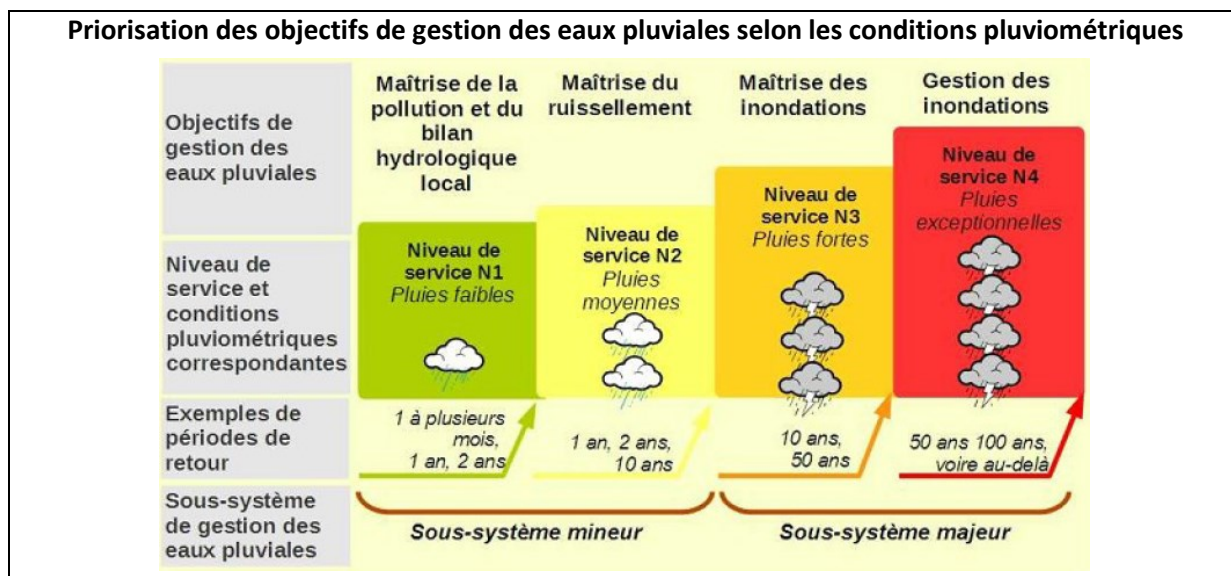 Priorisation des objectifs de gestion des eaux pluviales selon les conditions pluviométriques
Objectifs de
gestion des
eaux pluviales
Maîtrise de la
pollution et du
bilan
hydrologique
local
Maîtrise du
ruissellement
Maîtrise des
inondations
Gestion des
inondations
Niveau de
service et
conditions
pluviométriques
correspondantes
Niveau de
service N1
Pluies faibles
Niveau de
service N2
Pluies
moyennes
Niveau de
service N3
Pluies fortes
Niveau de
service N4
Pluies
exceptionnelles
Exemples de
périodes de
retour
1 à plusieurs
mois,
1 an, 2 ans
1 an, 2 ans,
10 ans
10 ans,
50 ans
50 ans 100 ans,
voire au-delà
Sous-système
de gestion des
eaux pluviales
Sous-système mineur
Sous-système majeur